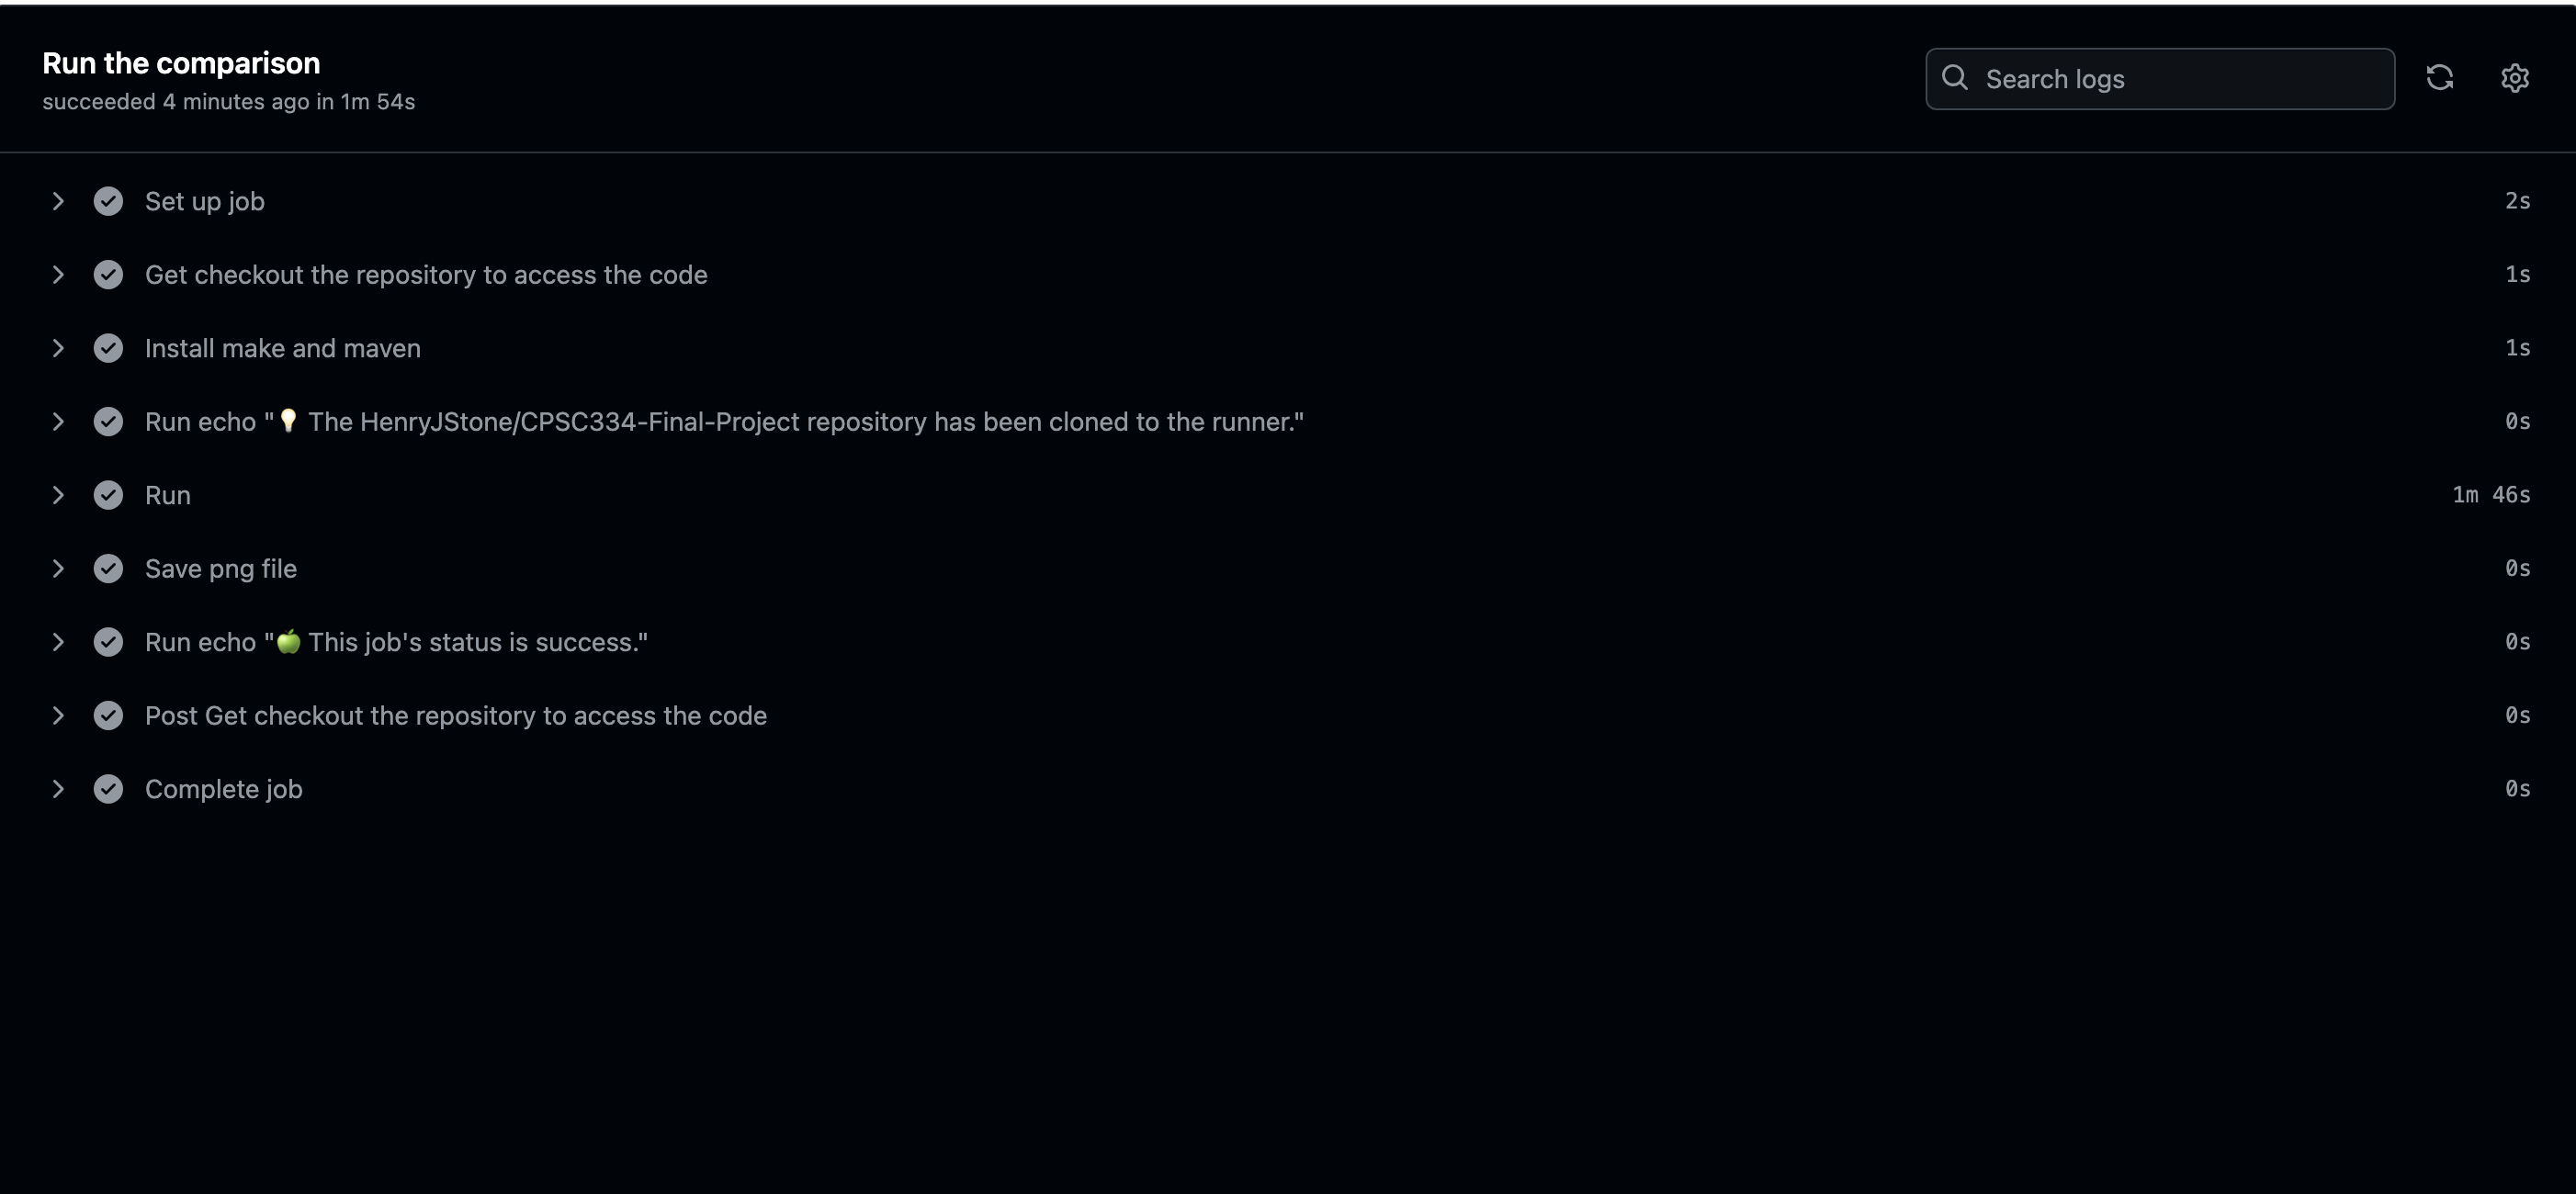 Run the comparison
succeeded 4 minutes ago in 1m 54s
Search logs
Set up job 2s
Get checkout the repository to access the code 1s
Install make and maven 1s
Run echo "💡 The HenryJStone/CPSC334-Final-Project repository has been cloned to the runner." 0s
Run 1m 46s
Save png file 0s
Run echo "🍏 This job's status is success." 0s
Post Get checkout the repository to access the code 0s
Complete job 0s